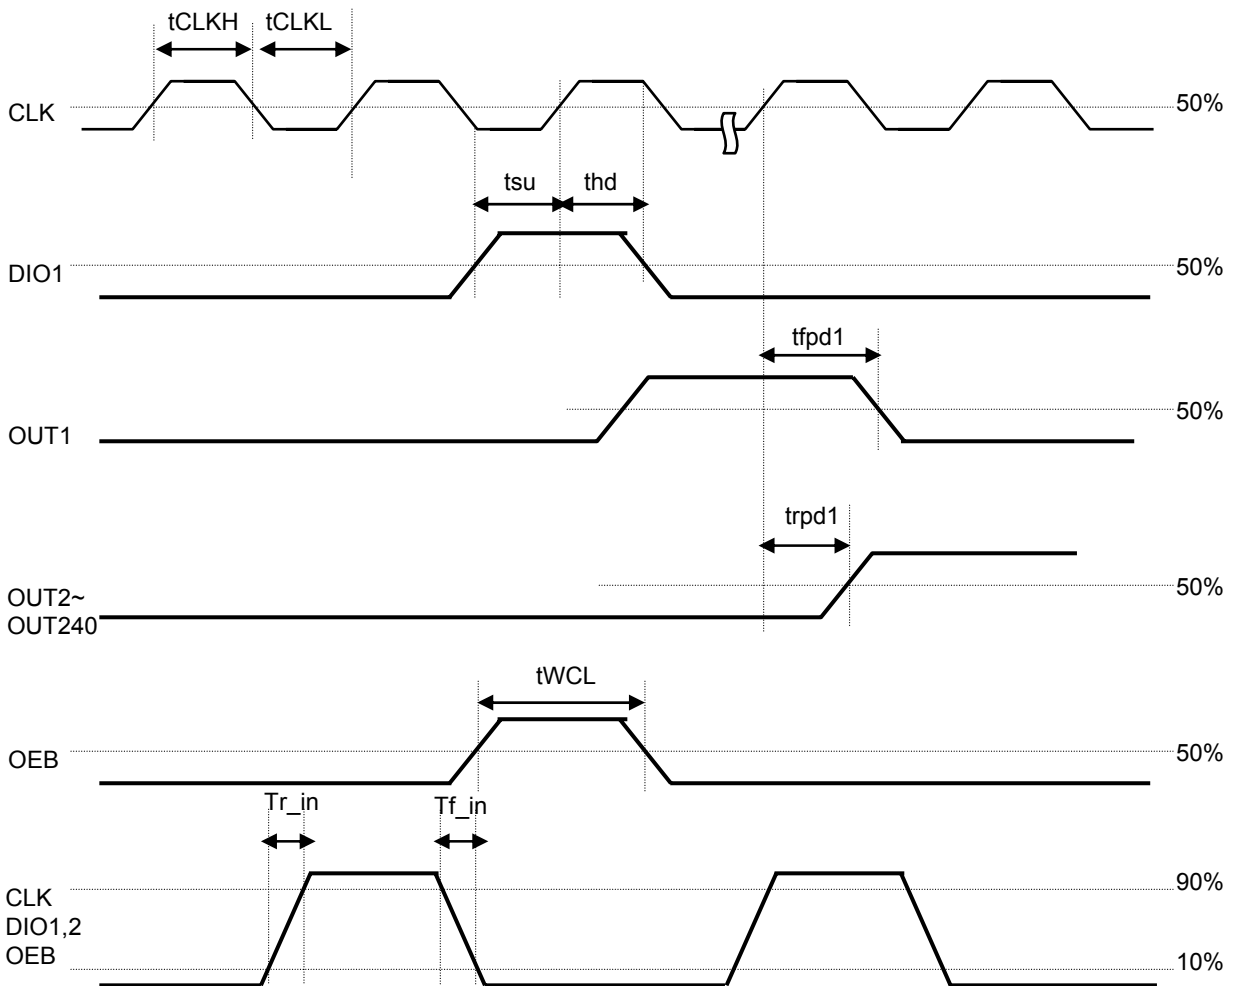 tCLKH tCLKL
CLK
50%
tsu thd
DIO1
50%
tfpd1
50%
OUT1
trpd1
50%
OUT2~
OUT240
tWCL
OEB
50%
Tr_in Tf_in
90%
CLK
DIO1,2
OEB
10%